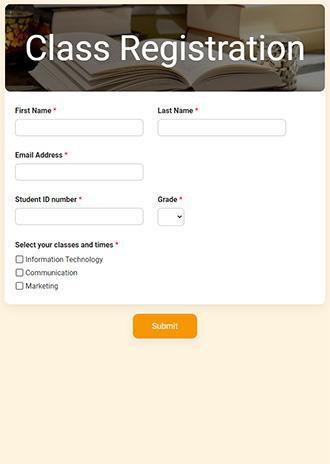 Class Registration
First Name * Last Name *
Email Address *
Student ID number * Grade *
Select your classes and times *
Information Technology
Communication
Marketing
Submit